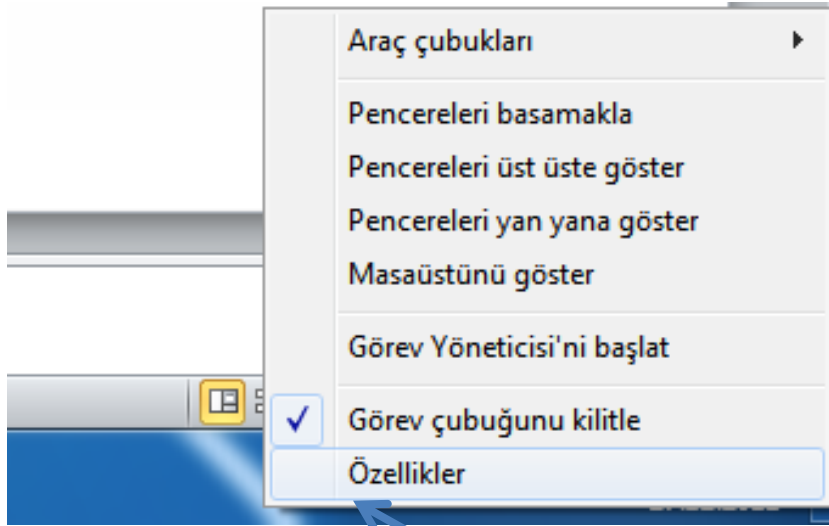 Araç çubukları
Pencereleri basamakla
Pencereleri üst üste göster
Pencereleri yan yana göster
Masaüstünü göster
Görev Yöneticisi'ni başlat
Görev çubuğunu kilitle
Özellikler